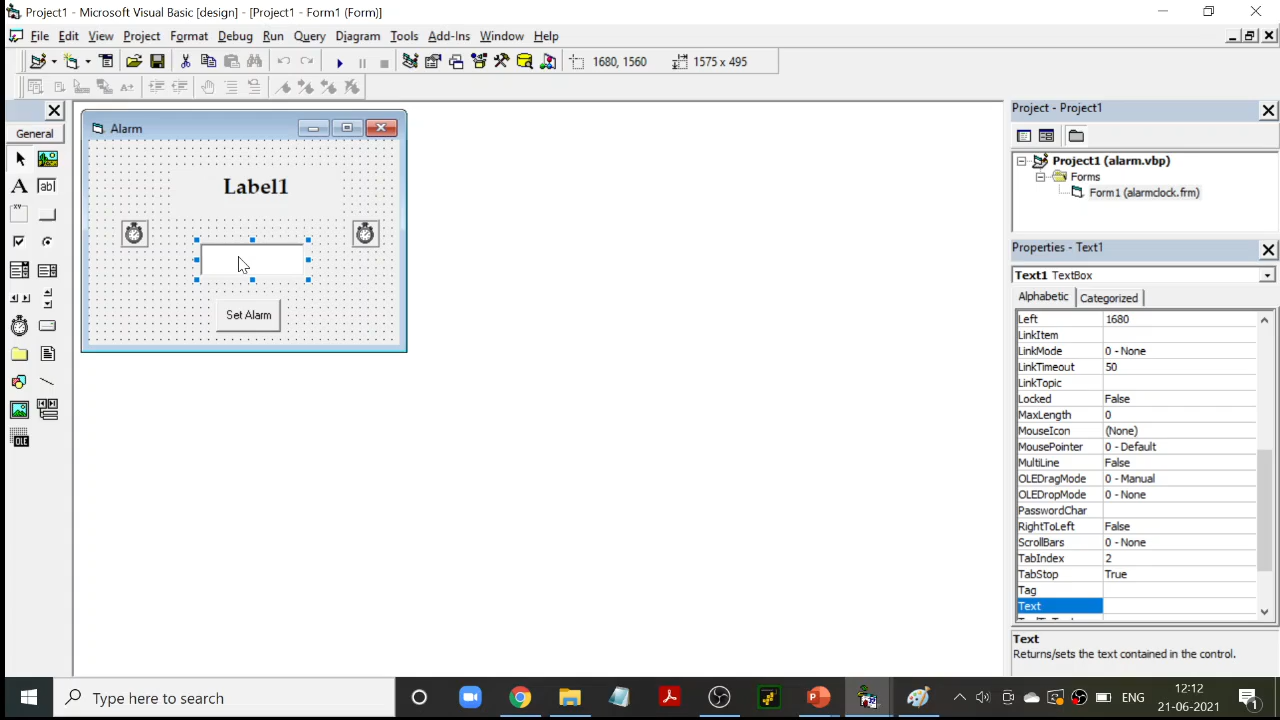 Project1 - Microsoft Visual Basic [design] - [Project1 - Form1 (Form)]
File Edit View Project Format Debug Run Query Diagram Tools Add-Ins Window Help
1680, 1560 1575 x 495
General
A ab|
XY
OLE
Alarm
Label1
Set Alarm
Project - Project1
Project1 (alarm.vbp)
Forms
Form1 (alarmclock.frm)
Properties - Text1
Text1 TextBox
Alphabetic Categorized
Left 1680
LinkItem
LinkMode 0 - None
LinkTimeout 50
LinkTopic
Locked False
MaxLength 0
MouseIcon (None)
MousePointer 0 - Default
MultiLine False
OLEDragMode 0 - Manual
OLEDropMode 0 - None
PasswordChar
RightToLeft False
ScrollBars 0 - None
TabIndex 2
TabStop True
Tag
Text
Text
Returns/sets the text contained in the control.
Type here to search
ENG
12:12
21-06-2021
1